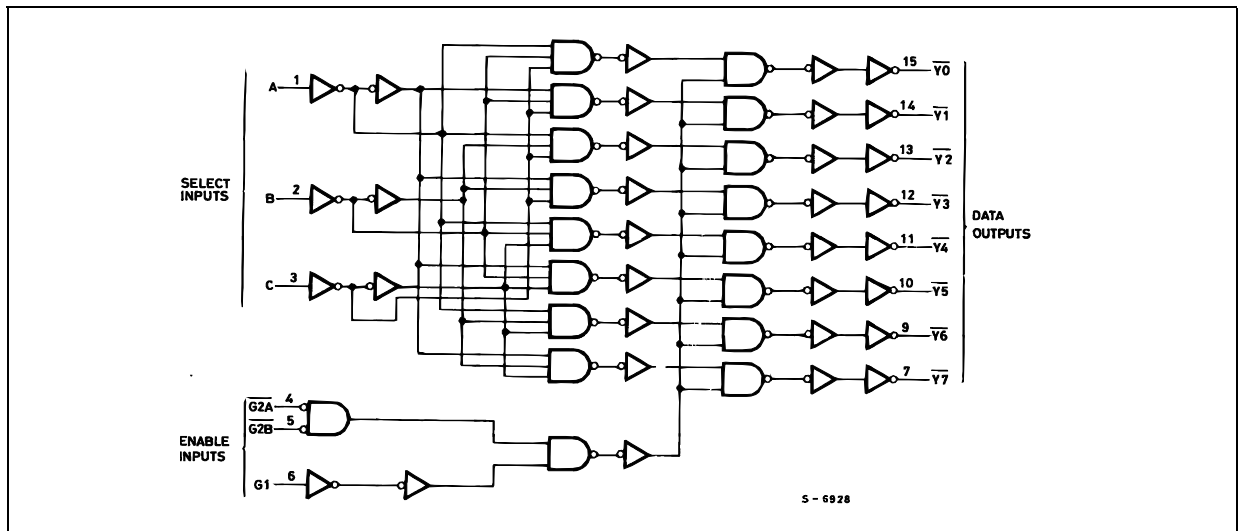 A 1
B 2
C 3
SELECT
INPUTS
G2A 4
G2B 5
G1 6
ENABLE
INPUTS
15 Y0
14 Y1
13 Y2
12 Y3
11 Y4
10 Y5
9 Y6
7 Y7
DATA
OUTPUTS
S-6928